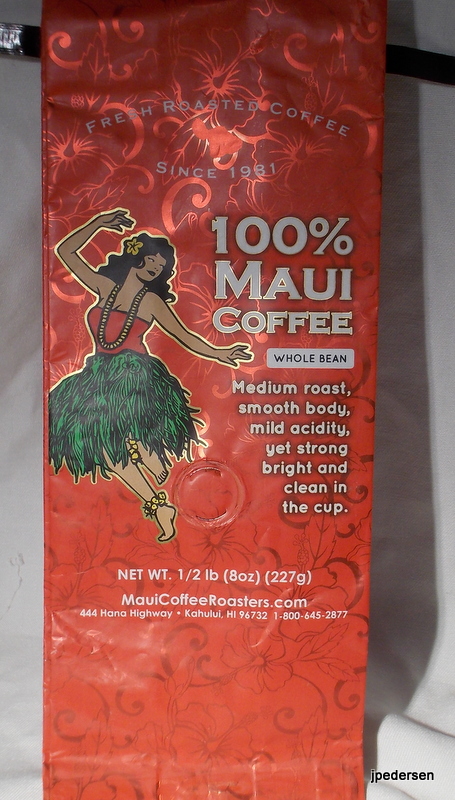 FRESH ROASTED COFFEE
SINCE 1981
100%
MAUI
COFFEE
WHOLE BEAN
Medium roast,
smooth body,
mild acidity,
yet strong
bright and
clean in
the cup.
NET WT. 1/2 lb (8oz) (227g)
MauiCoffeeRoasters.com
444 Hana Highway • Kahului, HI 96732 1-800-645-2877
jpedersen